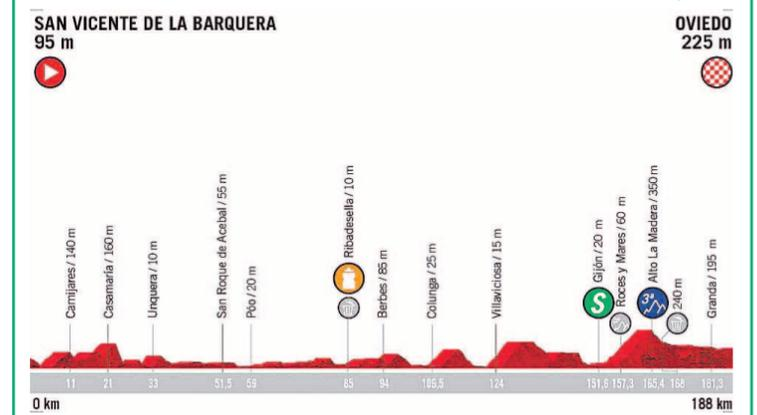 SAN VICENTE DE LA BARQUERA
95 m
OVIEDO
225 m
Camijares / 140 m
Casamaría / 160 m
Unquera / 10 m
San Roque de Acebal / 55 m
Póo / 20 m
Ribadesella / 10 m
Berbes / 85 m
Colunga / 25 m
Villaviciosa / 15 m
Gijón / 20 m
Roces y Mares / 60 m
Alto La Madera / 350 m
240 m
Granda / 195 m
S
3ª
11
21
33
51,5
59
85
94
106,5
124
151,6
157,3
165,4
168
181,3
0 km
188 km